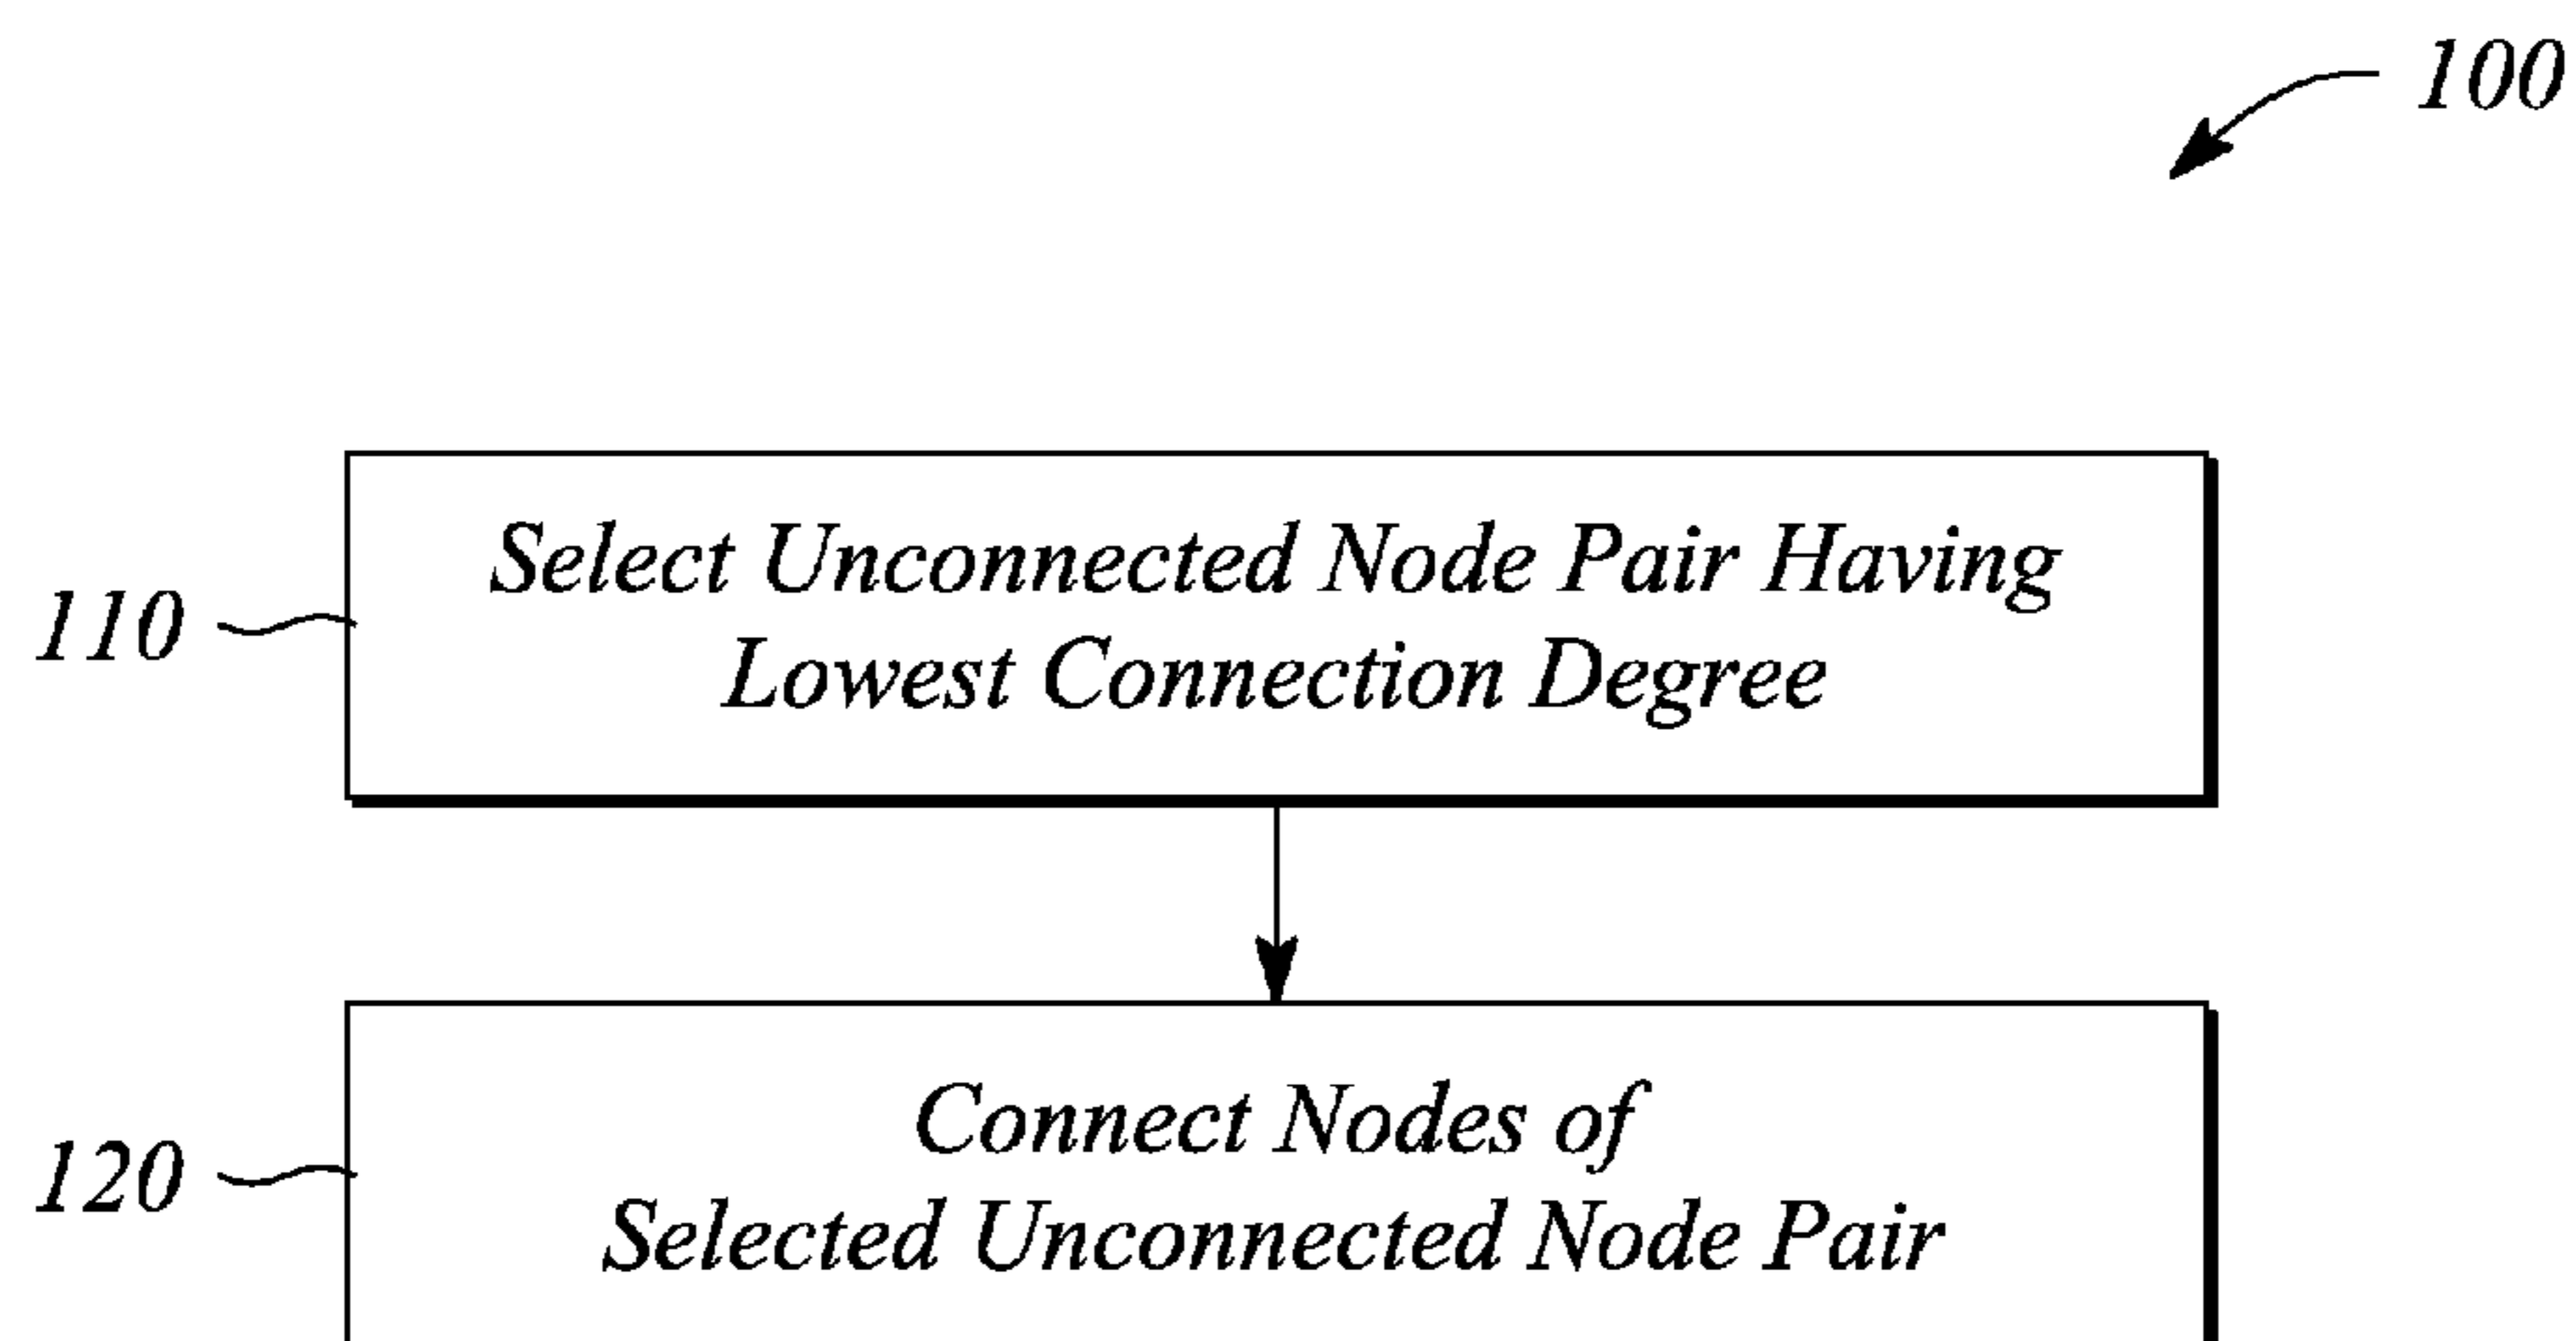 100
Select Unconnected Node Pair Having
Lowest Connection Degree
110
Connect Nodes of
Selected Unconnected Node Pair
120